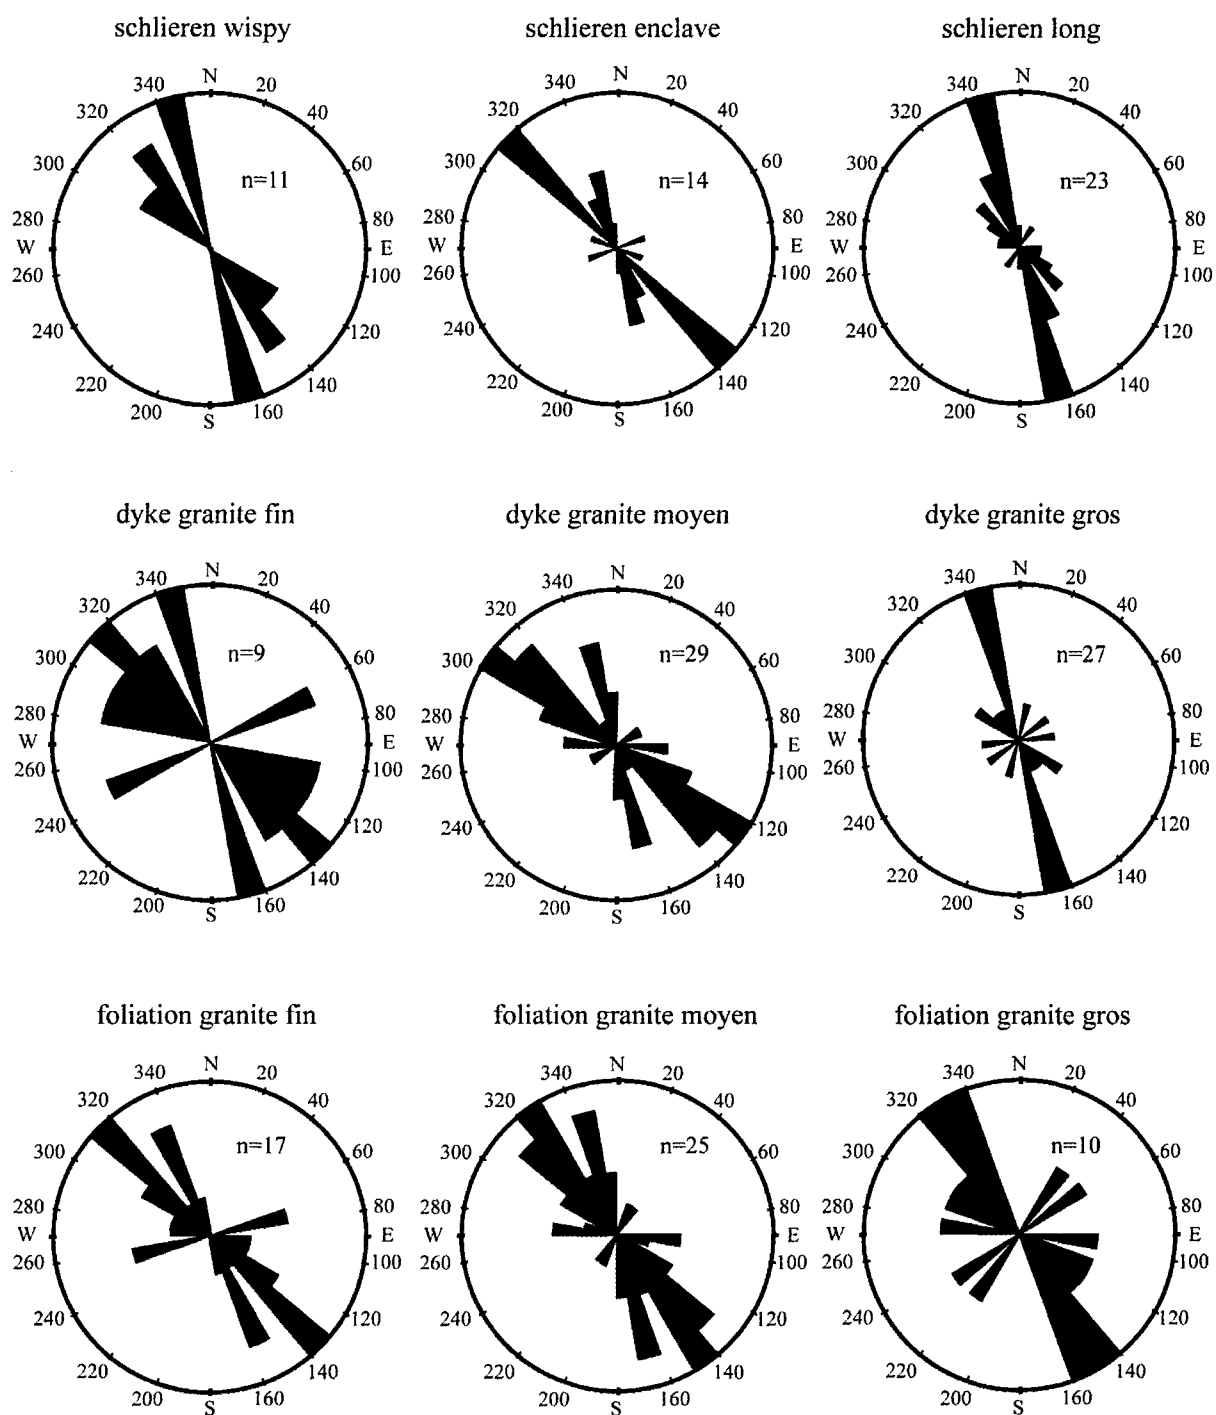 schlieren wispy schlieren enclave schlieren long
N N N
340 20 340 20 340 20
320 40 320 40 320 40
300 60 300 60 300 60
n=11 n=14 n=23
280 80 280 80 280 80
W E W E W E
260 100 260 100 260 100
240 120 240 120 240 120
220 140 220 140 220 140
200 160 200 160 200 160
S S S
dyke granite fin dyke granite moyen dyke granite gros
N N N
340 20 340 20 340 20
320 40 320 40 320 40
n=9 n=29 n=27
300 60 300 60 300 60
280 80 280 80 280 80
W E W E W E
260 100 260 100 260 100
240 120 240 120 240 120
220 140 220 140 220 140
200 160 200 160 200 160
S S S
foliation granite fin foliation granite moyen foliation granite gros
N N N
340 20 340 20 340 20
320 40 320 40 320 40
n=17 n=25 n=10
300 60 300 60 300 60
280 80 280 80 280 80
W E W E W E
260 100 260 100 260 100
240 120 240 120 240 120
220 140 220 140 220 140
200 160 200 160 200 160
S S S